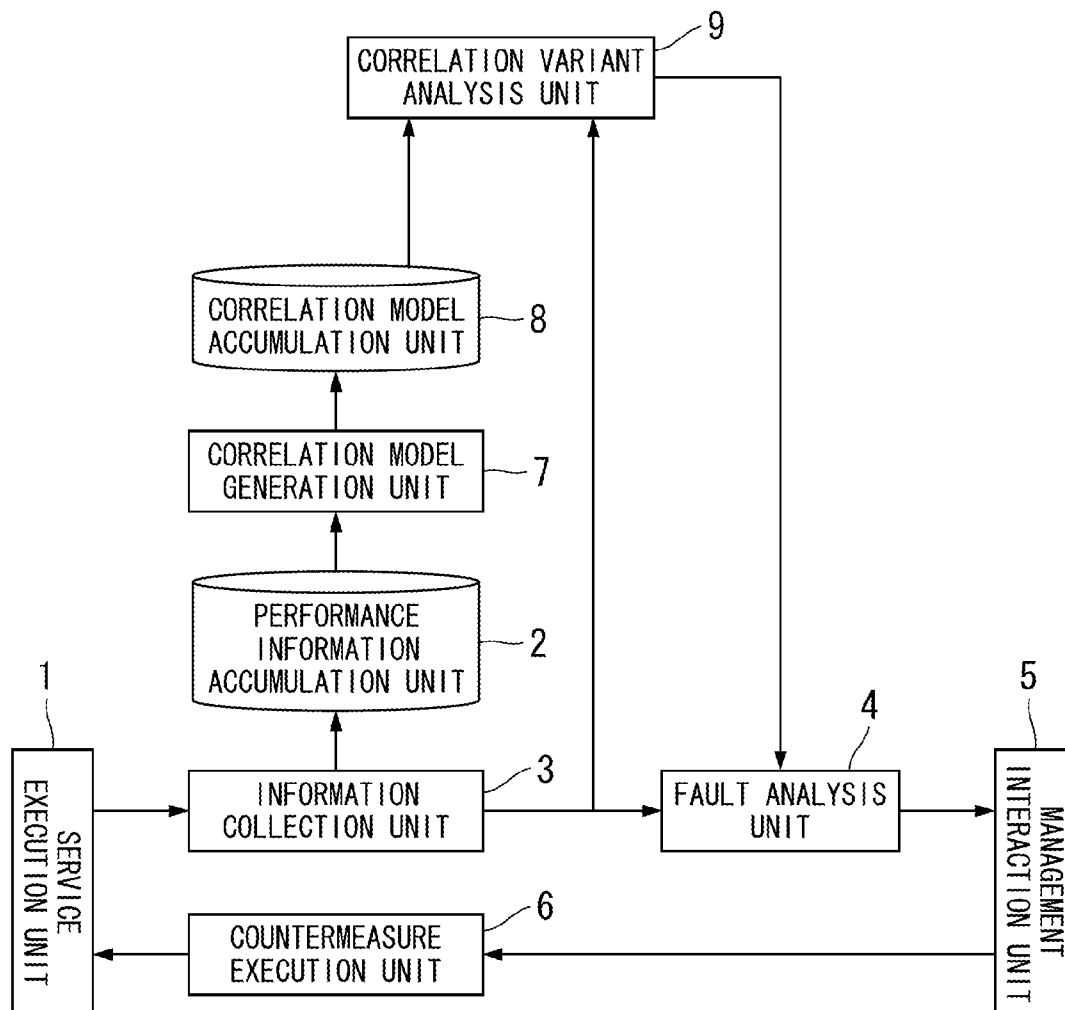 9
CORRELATION VARIANT
ANALYSIS UNIT
CORRELATION MODEL
ACCUMULATION UNIT
8
CORRELATION MODEL
GENERATION UNIT
7
PERFORMANCE
INFORMATION
ACCUMULATION UNIT
2
1
SERVICE
EXECUTION UNIT
INFORMATION
COLLECTION UNIT
3
FAULT ANALYSIS
UNIT
4
5
MANAGEMENT
INTERACTION UNIT
COUNTERMEASURE
EXECUTION UNIT
6